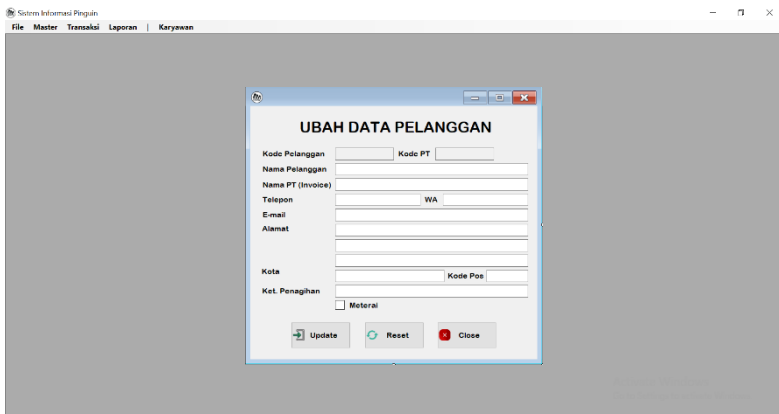 Sistem Informasi Pinguin
File Master Transaksi Laporan | Karyawan
UBAH DATA PELANGGAN
Kode Pelanggan Kode PT
Nama Pelanggan
Nama PT (Invoice)
Telepon WA
E-mail
Alamat
Kota Kode Pos
Ket. Penagihan
Meterai
Update Reset Close